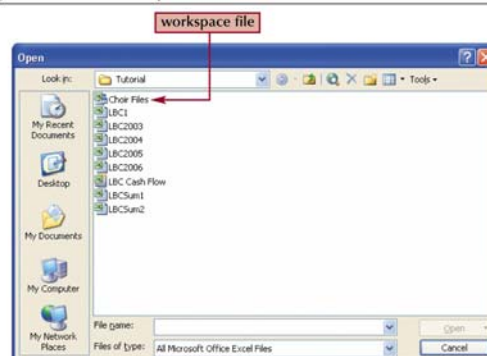 workspace file
Open
Look in:
Tutorial
Tools
Choir Files
LBC1
LBC2003
LBC2004
LBC2005
LBC2006
LBC Cash Flow
LBCSum1
LBCSum2
My Recent
Documents
Desktop
My Documents
My Computer
My Network
Places
File name:
Open
Files of type:
All Microsoft Office Excel Files
Cancel